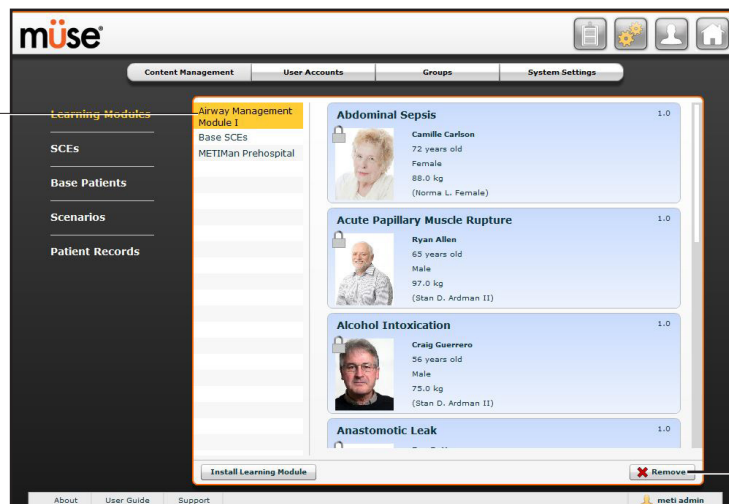 müse
Content Management
User Accounts
Groups
System Settings
Learning Modules
SCEs
Base Patients
Scenarios
Patient Records
Airway Management
Module I
Base SCEs
METIMan Prehospital
Abdominal Sepsis
1.0
Camille Carlson
72 years old
Female
88.0 kg
(Norma L. Female)
Acute Papillary Muscle Rupture
1.0
Ryan Allen
65 years old
Male
97.0 kg
(Stan D. Ardman II)
Alcohol Intoxication
1.0
Craig Guerrero
56 years old
Male
75.0 kg
(Stan D. Ardman II)
Anastomotic Leak
1.0
Install Learning Module
Remove
About
User Guide
Support
meti admin